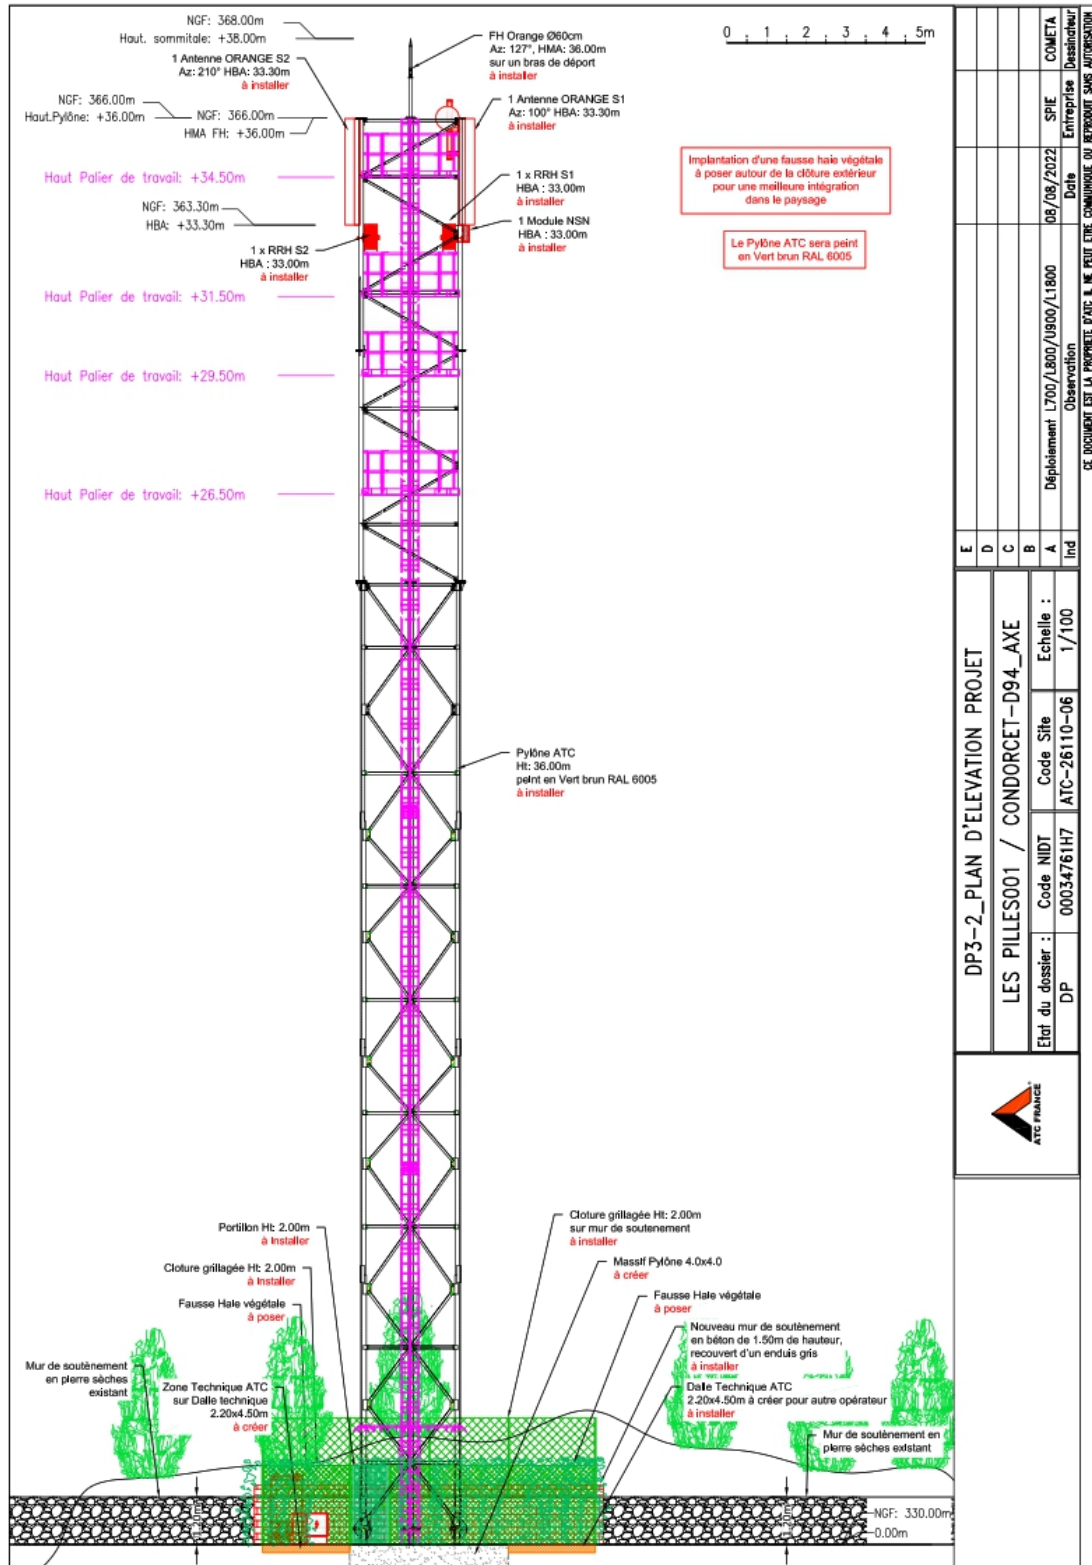 NGF: 368.00m
Haut. sommitale: +38.00m
1 Antenne ORANGE S2
Az: 210° HBA: 33.30m
à installer
NGF: 366.00m
Haut.Pylône: +36.00m
NGF: 366.00m
HMA FH: +36.00m
Haut Palier de travail: +34.50m
NGF: 363.30m
HBA: +33.30m
1 x RRH S2
HBA : 33,00m
à installer
Haut Palier de travail: +31.50m
Haut Palier de travail: +29.50m
Haut Palier de travail: +26.50m
FH Orange Ø60cm
Az: 127°, HMA: 36.00m
sur un bras de déport
à installer
1 Antenne ORANGE S1
Az: 100° HBA: 33.30m
à installer
1 x RRH S1
HBA : 33,00m
à installer
1 Module NSN
HBA : 33,00m
à installer
0 1 2 3 4 5m
Implantation d'une fausse haie végétale
à poser autour de la clôture extérieur
pour une meilleure intégration
dans le paysage
Le Pylône ATC sera peint
en Vert brun RAL 6005
Pylône ATC
Ht: 36.00m
peint en Vert brun RAL 6005
à installer
Portillon Ht: 2.00m
à installer
Cloture grillagée Ht: 2.00m
à installer
Fausse Haie végétale
à poser
Mur de soutènement
en pierre sèches
existant
Zone Technique ATC
sur Dalle technique
2.20x4.50m
à créer
Cloture grillagée Ht: 2.00m
sur mur de soutenement
à installer
Massif Pylône 4.0x4.0
à créer
Fausse Haie végétale
à poser
Nouveau mur de soutènement
en béton de 1.50m de hauteur,
recouvert d'un enduis gris
à installer
Dalle Technique ATC
2.20x4.50m à créer pour autre opérateur
à installer
Mur de soutènement en
pierre sèches existant
1.20m
1.20m
NGF: 330.00m
0.00m
E
D
C
B
A Déploiement L700/L800/U900/L1800 08/08/2022 SPIE COMETA
Ind Observation Date Entreprise Dessinateur
CE DOCUMENT EST LA PROPRIETE D'ATC IL NE PEUT ETRE COMMUNIQUE OU REPRODUIT SANS AUTORISATION
DP3-2_PLAN D'ELEVATION PROJET
LES PILLES001 / CONDORCET-D94_AXE
Etat du dossier : Code NIDT Code Site Echelle :
DP 00034761H7 ATC-26110-06 1/100
ATC FRANCE